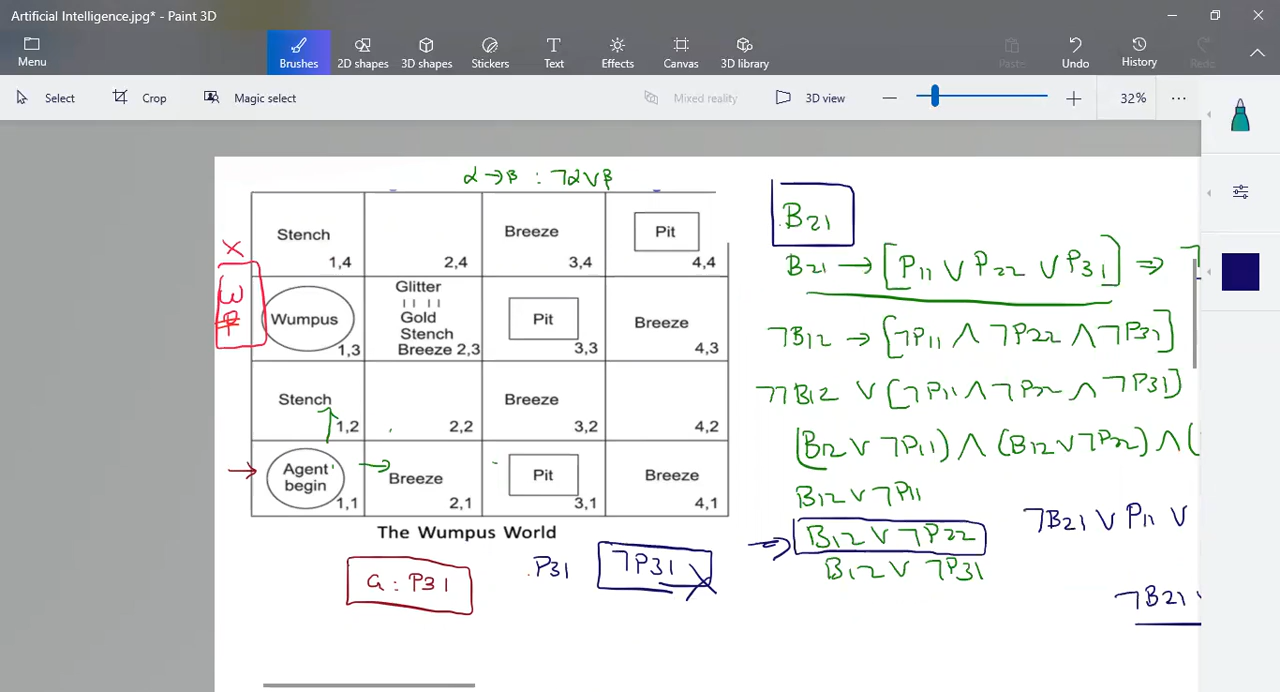 Artificial Intelligence.jpg* - Paint 3D
Menu
Brushes 2D shapes 3D shapes Stickers Text Effects Canvas 3D library Paste Undo History Redo
Select Crop Magic select Mixed reality 3D view 32%
α → β : ¬α ∨ β
Stench 1,4
2,4
Breeze 3,4
Pit 4,4
X
Wumpus 1,3
Glitter
Gold
Stench
Breeze 2,3
Pit 3,3
Breeze 4,3
Stench 1,2
2,2
Breeze 3,2
4,2
Agent
begin 1,1
Breeze 2,1
Pit 3,1
Breeze 4,1
The Wumpus World
G : P31
P31
¬P31
B21
B21 → [P11 ∨ P22 ∨ P31] ⇒ ¬
¬B12 → [¬P11 ∧ ¬P22 ∧ ¬P31]
¬¬B12 ∨ [¬P11 ∧ ¬P22 ∧ ¬P31)
(B12 ∨ ¬P11) ∧ (B12 ∨ ¬P22) ∧ (
B12 ∨ ¬P11
B12 ∨ ¬P22
B12 ∨ ¬P31
¬B21 ∨ P11 ∨
¬B21